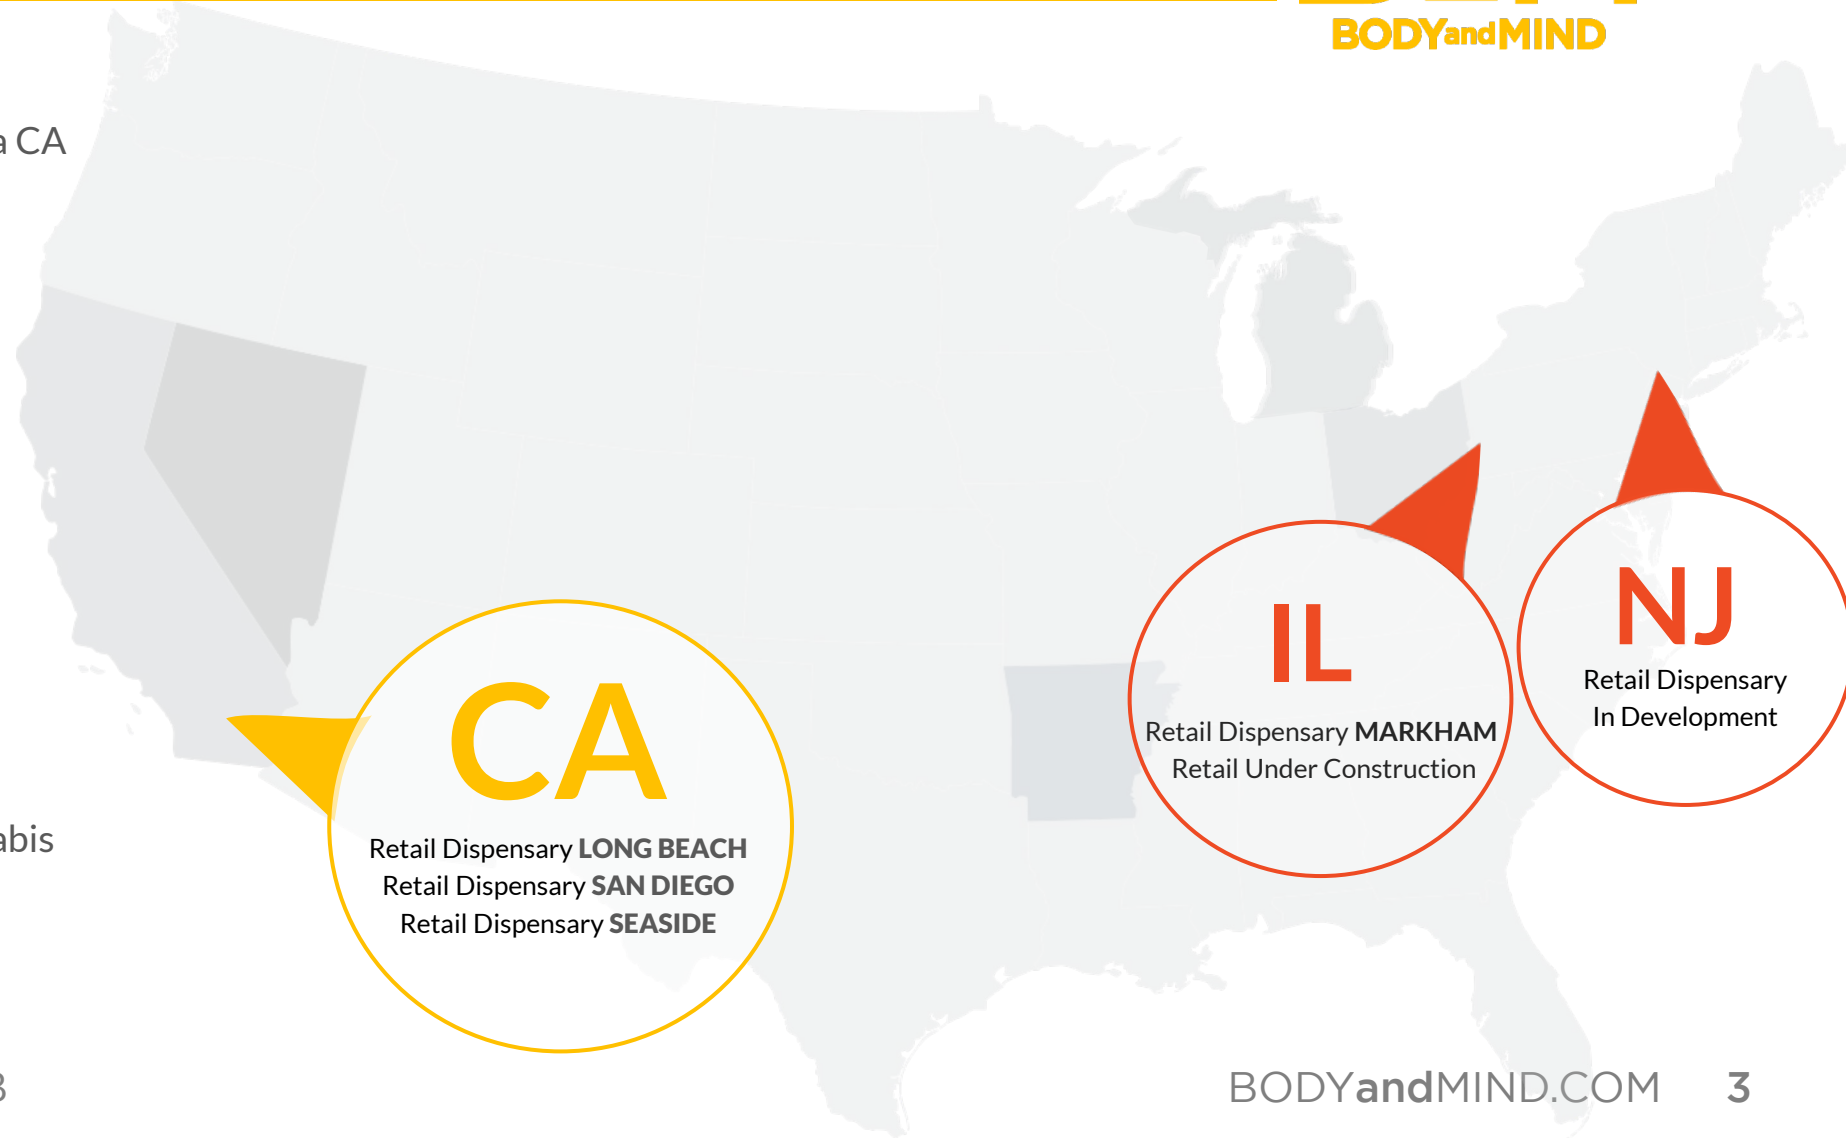 BODYandMIND
CA
CA
Retail Dispensary LONG BEACH
Retail Dispensary SAN DIEGO
Retail Dispensary SEASIDE
IL
Retail Dispensary MARKHAM
Retail Under Construction
NJ
Retail Dispensary
In Development
BODYandMIND.COM 3